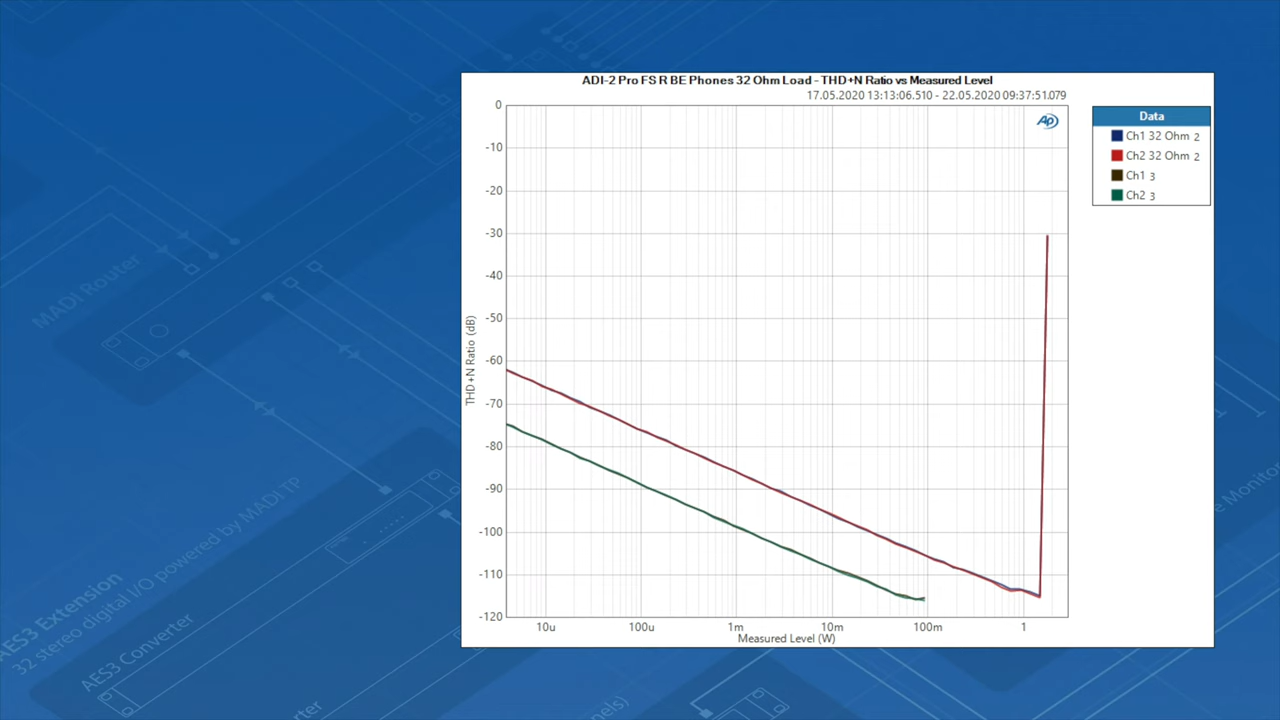 ADI-2 Pro FS R BE Phones 32 Ohm Load - THD+N Ratio vs Measured Level
17.05.2020 13:13:06.510 - 22.05.2020 09:37:51.079
AP
Data
Ch1 32 Ohm 2
Ch2 32 Ohm 2
Ch1 3
Ch2 3
THD+N Ratio (dB)
0
-10
-20
-30
-40
-50
-60
-70
-80
-90
-100
-110
-120
10u 100u 1m 10m 100m 1
Measured Level (W)
MADI Router
AES3 Extension
32 stereo digital I/O powered by MADI TP
AES3 Converter
Monito